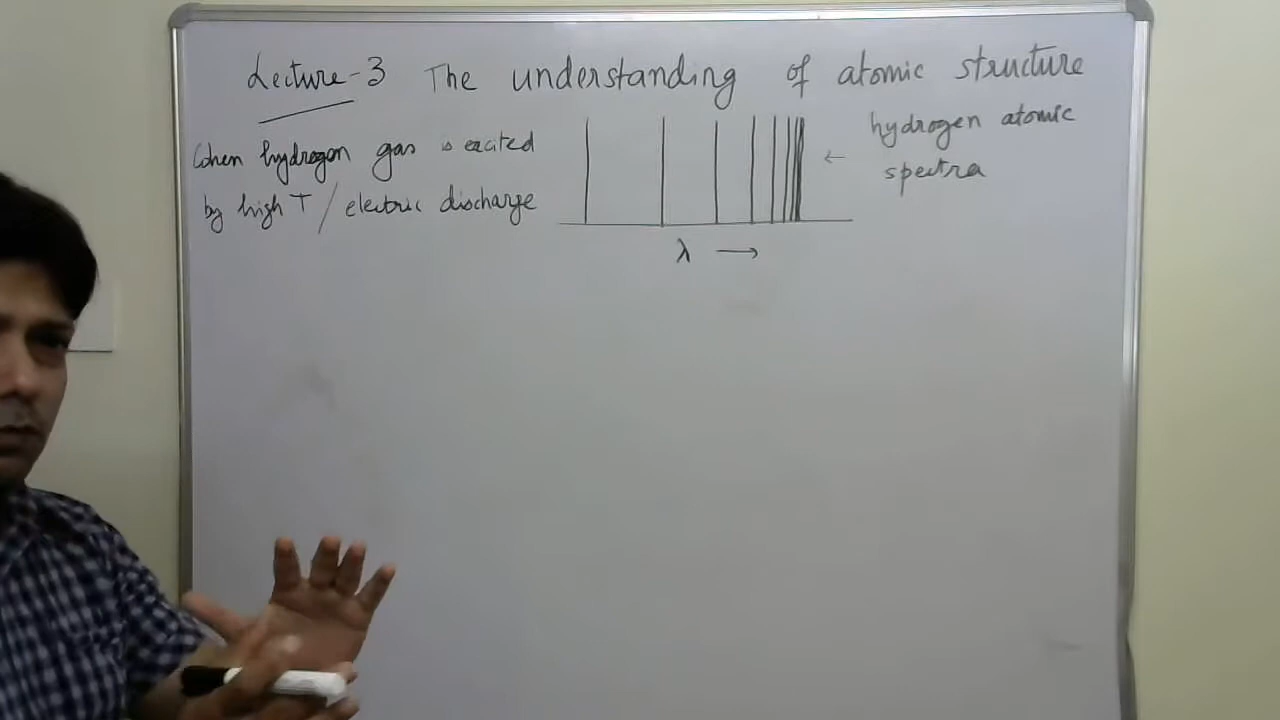 Lecture-3 The understanding of atomic structure
When hydrogen gas is excited
by high T / electric discharge
← hydrogen atomic
spectra
λ →